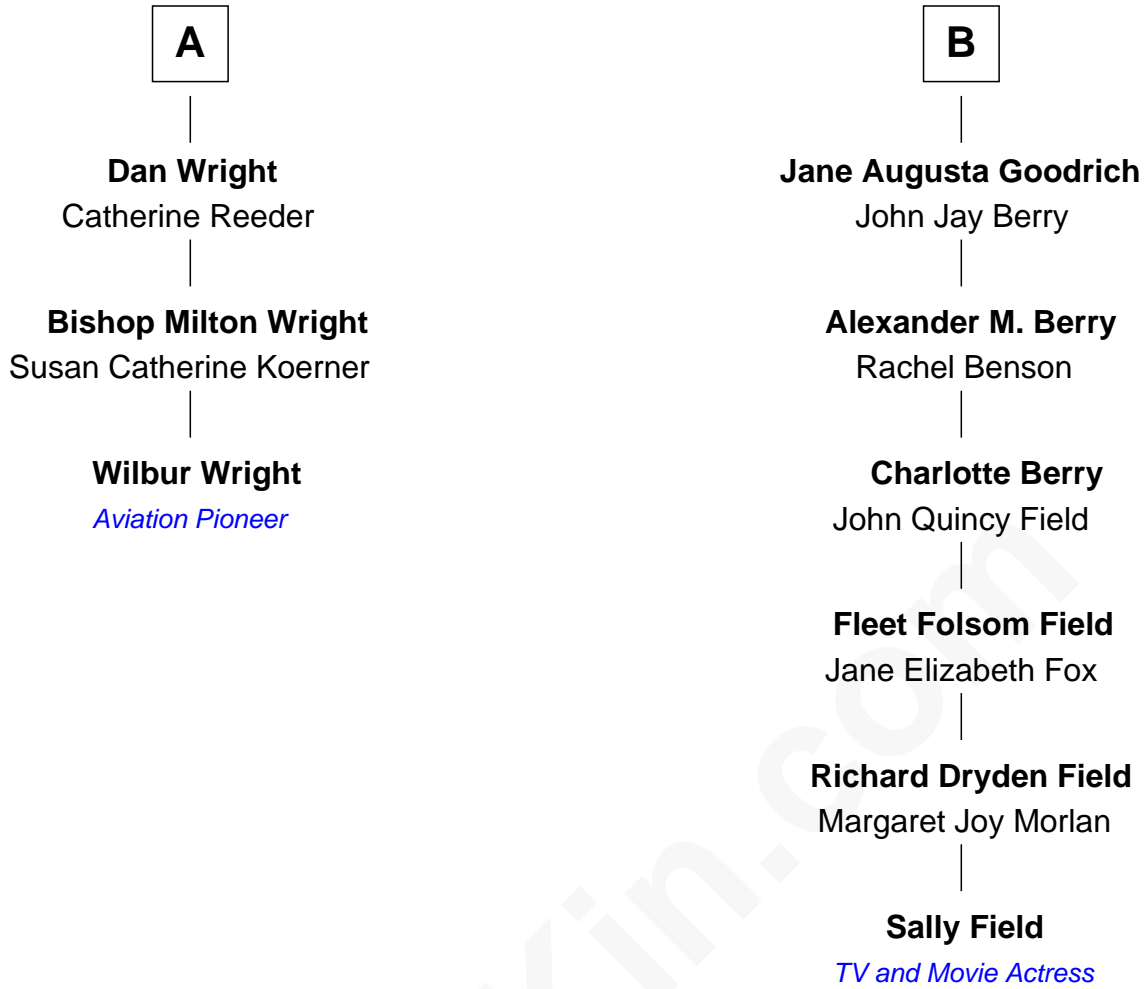 A
Dan Wright
Catherine Reeder
Bishop Milton Wright
Susan Catherine Koerner
Wilbur Wright
Aviation Pioneer
B
Jane Augusta Goodrich
John Jay Berry
Alexander M. Berry
Rachel Benson
Charlotte Berry
John Quincy Field
Fleet Folsom Field
Jane Elizabeth Fox
Richard Dryden Field
Margaret Joy Morlan
Sally Field
TV and Movie Actress
Kin.com